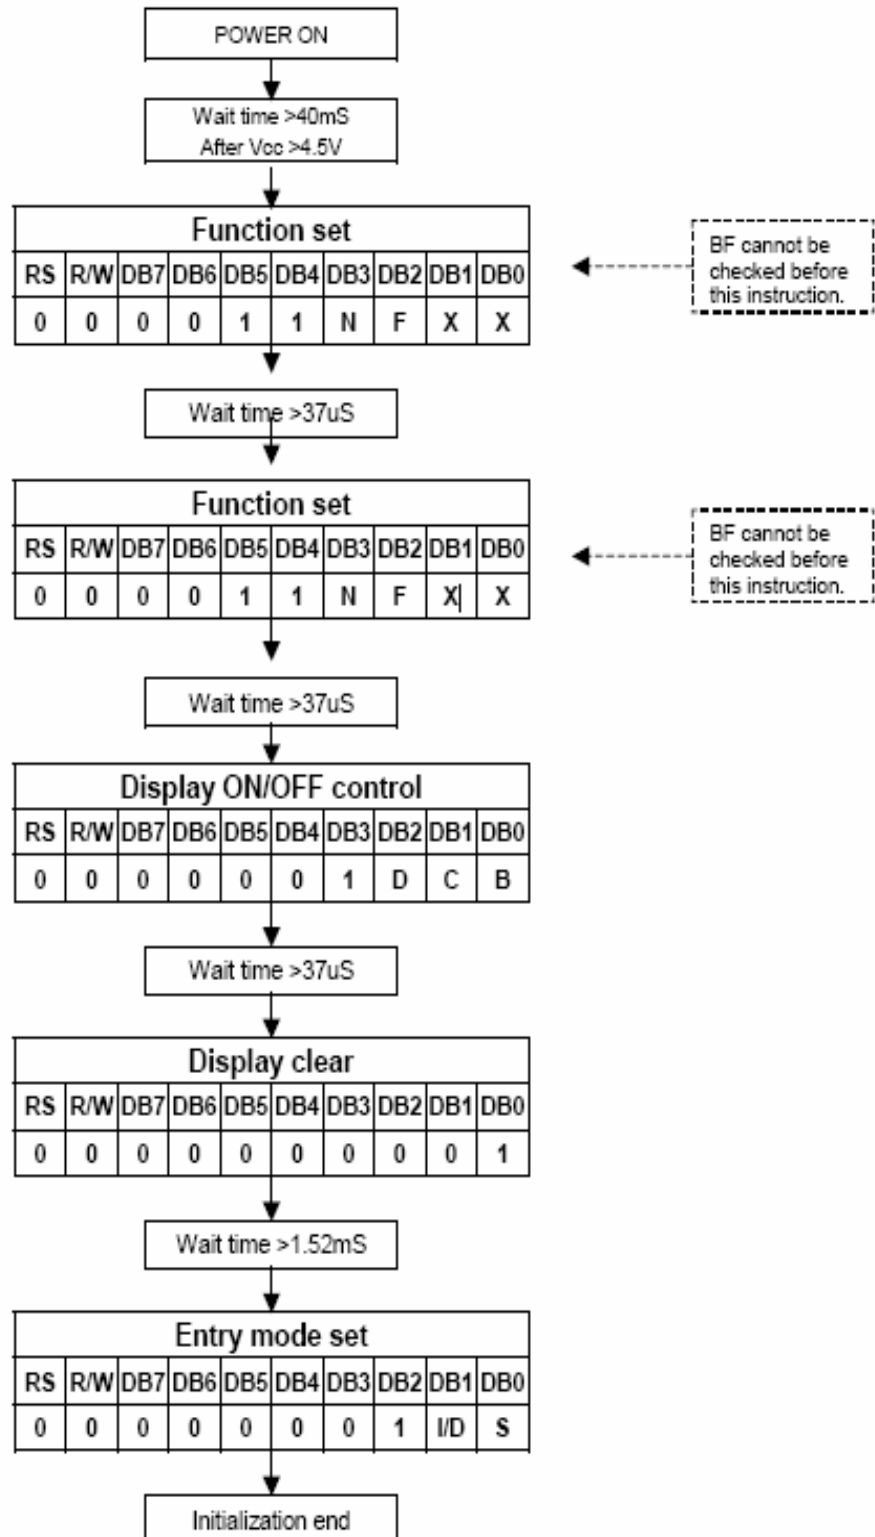 POWER ON
Wait time >40mS
After Vcc >4.5V
Function set
RS R/W DB7 DB6 DB5 DB4 DB3 DB2 DB1 DB0
0 0 0 0 1 1 N F X X
BF cannot be
checked before
this instruction.
Wait time >37uS
Function set
RS R/W DB7 DB6 DB5 DB4 DB3 DB2 DB1 DB0
0 0 0 0 1 1 N F X X
BF cannot be
checked before
this instruction.
Wait time >37uS
Display ON/OFF control
RS R/W DB7 DB6 DB5 DB4 DB3 DB2 DB1 DB0
0 0 0 0 0 0 1 D C B
Wait time >37uS
Display clear
RS R/W DB7 DB6 DB5 DB4 DB3 DB2 DB1 DB0
0 0 0 0 0 0 0 0 0 1
Wait time >1.52mS
Entry mode set
RS R/W DB7 DB6 DB5 DB4 DB3 DB2 DB1 DB0
0 0 0 0 0 0 0 1 I/D S
Initialization end